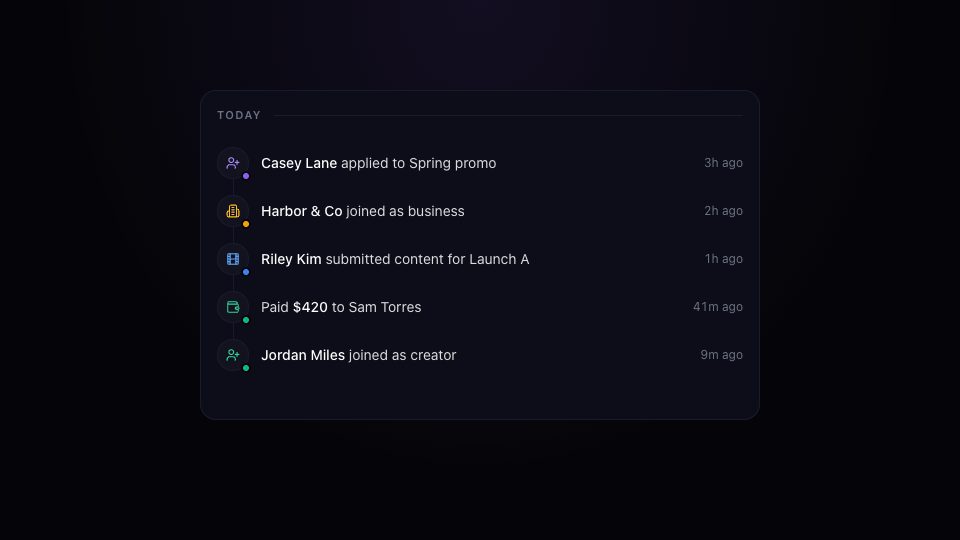 TODAY
Casey Lane applied to Spring promo 3h ago
Harbor & Co joined as business 2h ago
Riley Kim submitted content for Launch A 1h ago
Paid $420 to Sam Torres 41m ago
Jordan Miles joined as creator 9m ago